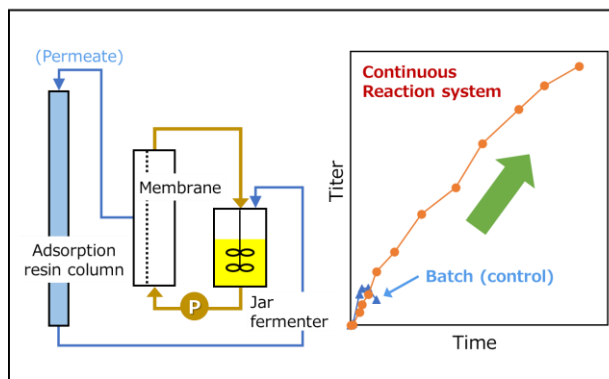 (Permeate)
Membrane
Adsorption
resin column
P
Jar
fermenter
Continuous
Reaction system
Titer
Batch (control)
Time